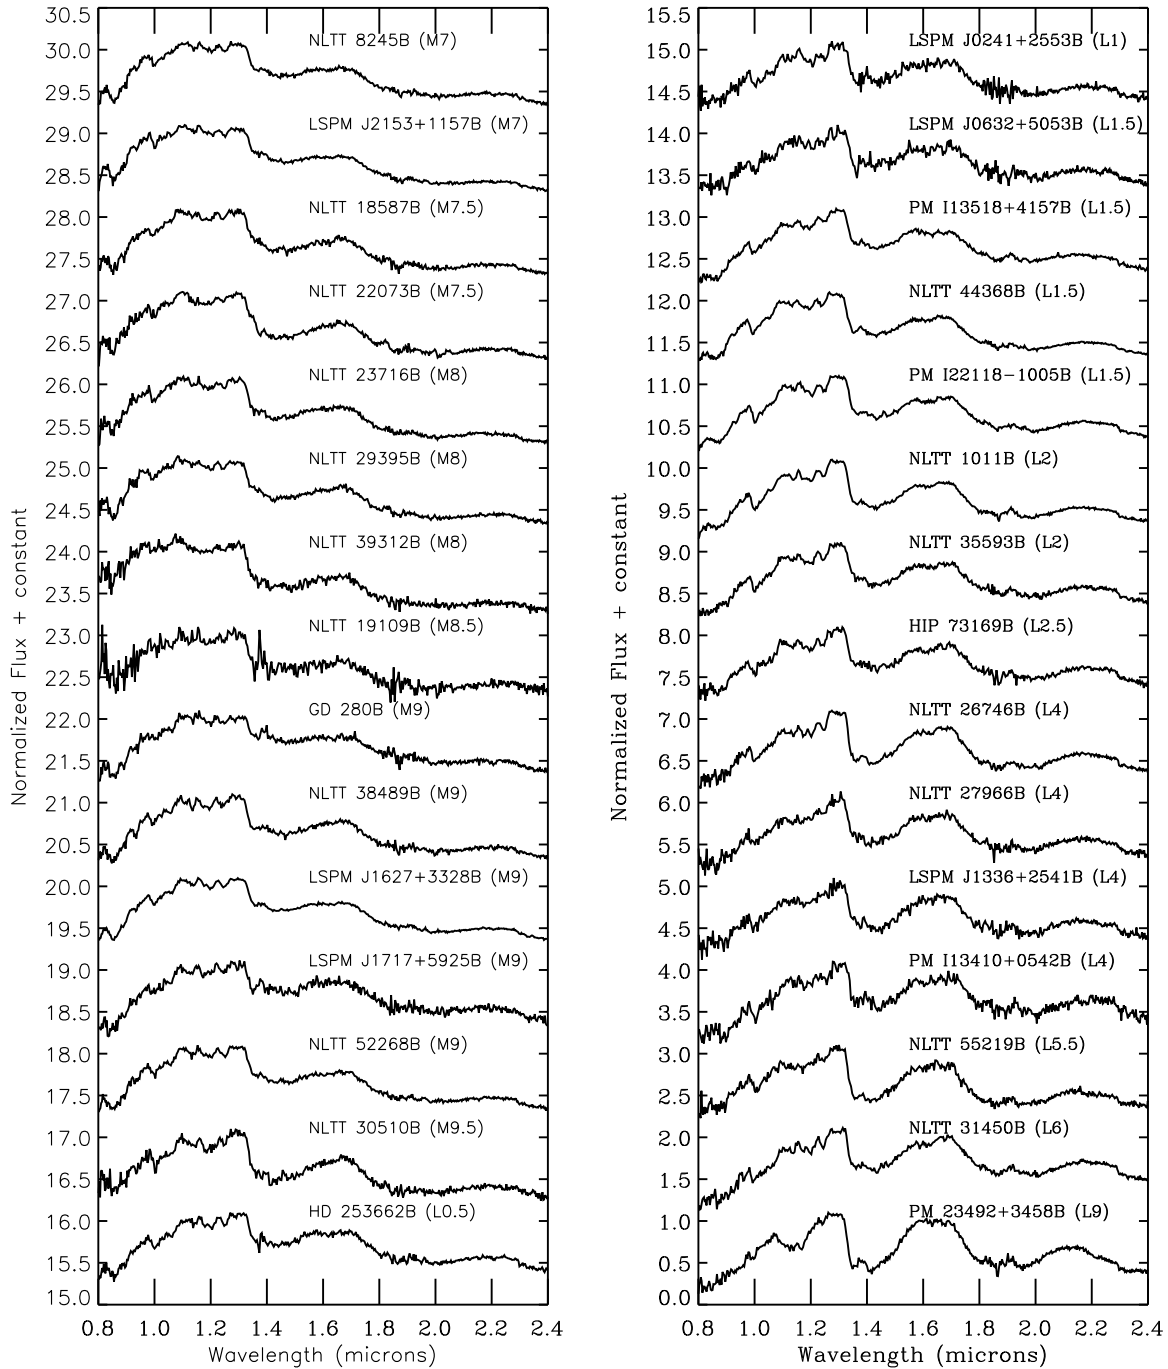 30.5
30.0
29.5
29.0
28.5
28.0
27.5
27.0
26.5
26.0
25.5
25.0
24.5
24.0
23.5
23.0
22.5
22.0
21.5
21.0
20.5
20.0
19.5
19.0
18.5
18.0
17.5
17.0
16.5
16.0
15.5
15.0
Normalized Flux + constant
NLTT 8245B (M7)
LSPM J2153+1157B (M7)
NLTT 18587B (M7.5)
NLTT 22073B (M7.5)
NLTT 23716B (M8)
NLTT 29395B (M8)
NLTT 39312B (M8)
NLTT 19109B (M8.5)
GD 280B (M9)
NLTT 38489B (M9)
LSPM J1627+3328B (M9)
LSPM J1717+5925B (M9)
NLTT 52268B (M9)
NLTT 30510B (M9.5)
HD 253662B (L0.5)
0.8 1.0 1.2 1.4 1.6 1.8 2.0 2.2 2.4
Wavelength (microns)
15.5
15.0
14.5
14.0
13.5
13.0
12.5
12.0
11.5
11.0
10.5
10.0
9.5
9.0
8.5
8.0
7.5
7.0
6.5
6.0
5.5
5.0
4.5
4.0
3.5
3.0
2.5
2.0
1.5
1.0
0.5
0.0
Normalized Flux + constant
LSPM J0241+2553B (L1)
LSPM J0632+5053B (L1.5)
PM I13518+4157B (L1.5)
NLTT 44368B (L1.5)
PM I22118−1005B (L1.5)
NLTT 1011B (L2)
NLTT 35593B (L2)
HIP 73169B (L2.5)
NLTT 26746B (L4)
NLTT 27966B (L4)
LSPM J1336+2541B (L4)
PM I13410+0542B (L4)
NLTT 55219B (L5.5)
NLTT 31450B (L6)
PM 23492+3458B (L9)
0.8 1.0 1.2 1.4 1.6 1.8 2.0 2.2 2.4
Wavelength (microns)